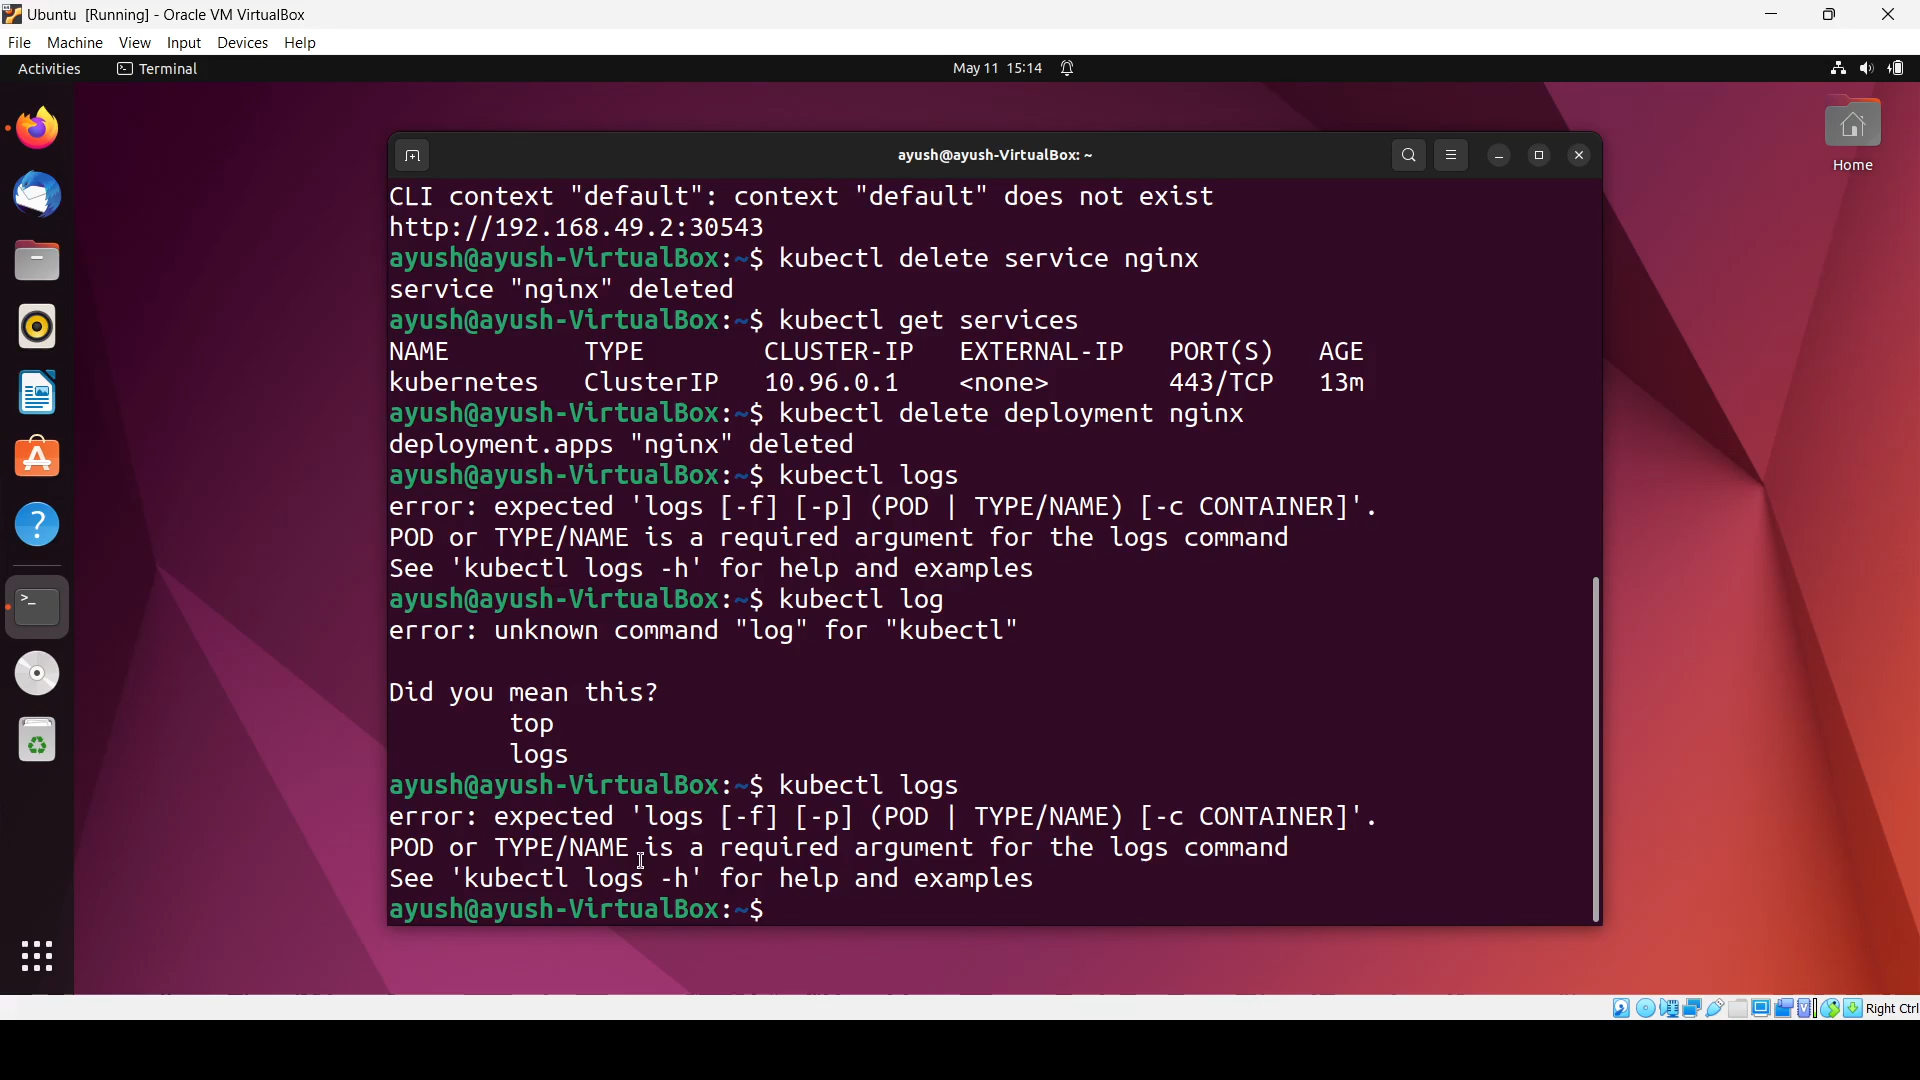 Ubuntu [Running] - Oracle VM VirtualBox
File Machine View Input Devices Help
Activities Terminal May 11 15:14
Home
ayush@ayush-VirtualBox: ~
CLI context "default": context "default" does not exist
http://192.168.49.2:30543
ayush@ayush-VirtualBox:~$ kubectl delete service nginx
service "nginx" deleted
ayush@ayush-VirtualBox:~$ kubectl get services
NAME TYPE CLUSTER-IP EXTERNAL-IP PORT(S) AGE
kubernetes ClusterIP 10.96.0.1 <none> 443/TCP 13m
ayush@ayush-VirtualBox:~$ kubectl delete deployment nginx
deployment.apps "nginx" deleted
ayush@ayush-VirtualBox:~$ kubectl logs
error: expected 'logs [-f] [-p] (POD | TYPE/NAME) [-c CONTAINER]'.
POD or TYPE/NAME is a required argument for the logs command
See 'kubectl logs -h' for help and examples
ayush@ayush-VirtualBox:~$ kubectl log
error: unknown command "log" for "kubectl"
Did you mean this?
top
logs
ayush@ayush-VirtualBox:~$ kubectl logs
error: expected 'logs [-f] [-p] (POD | TYPE/NAME) [-c CONTAINER]'.
POD or TYPE/NAME is a required argument for the logs command
See 'kubectl logs -h' for help and examples
ayush@ayush-VirtualBox:~$
Right Ctrl